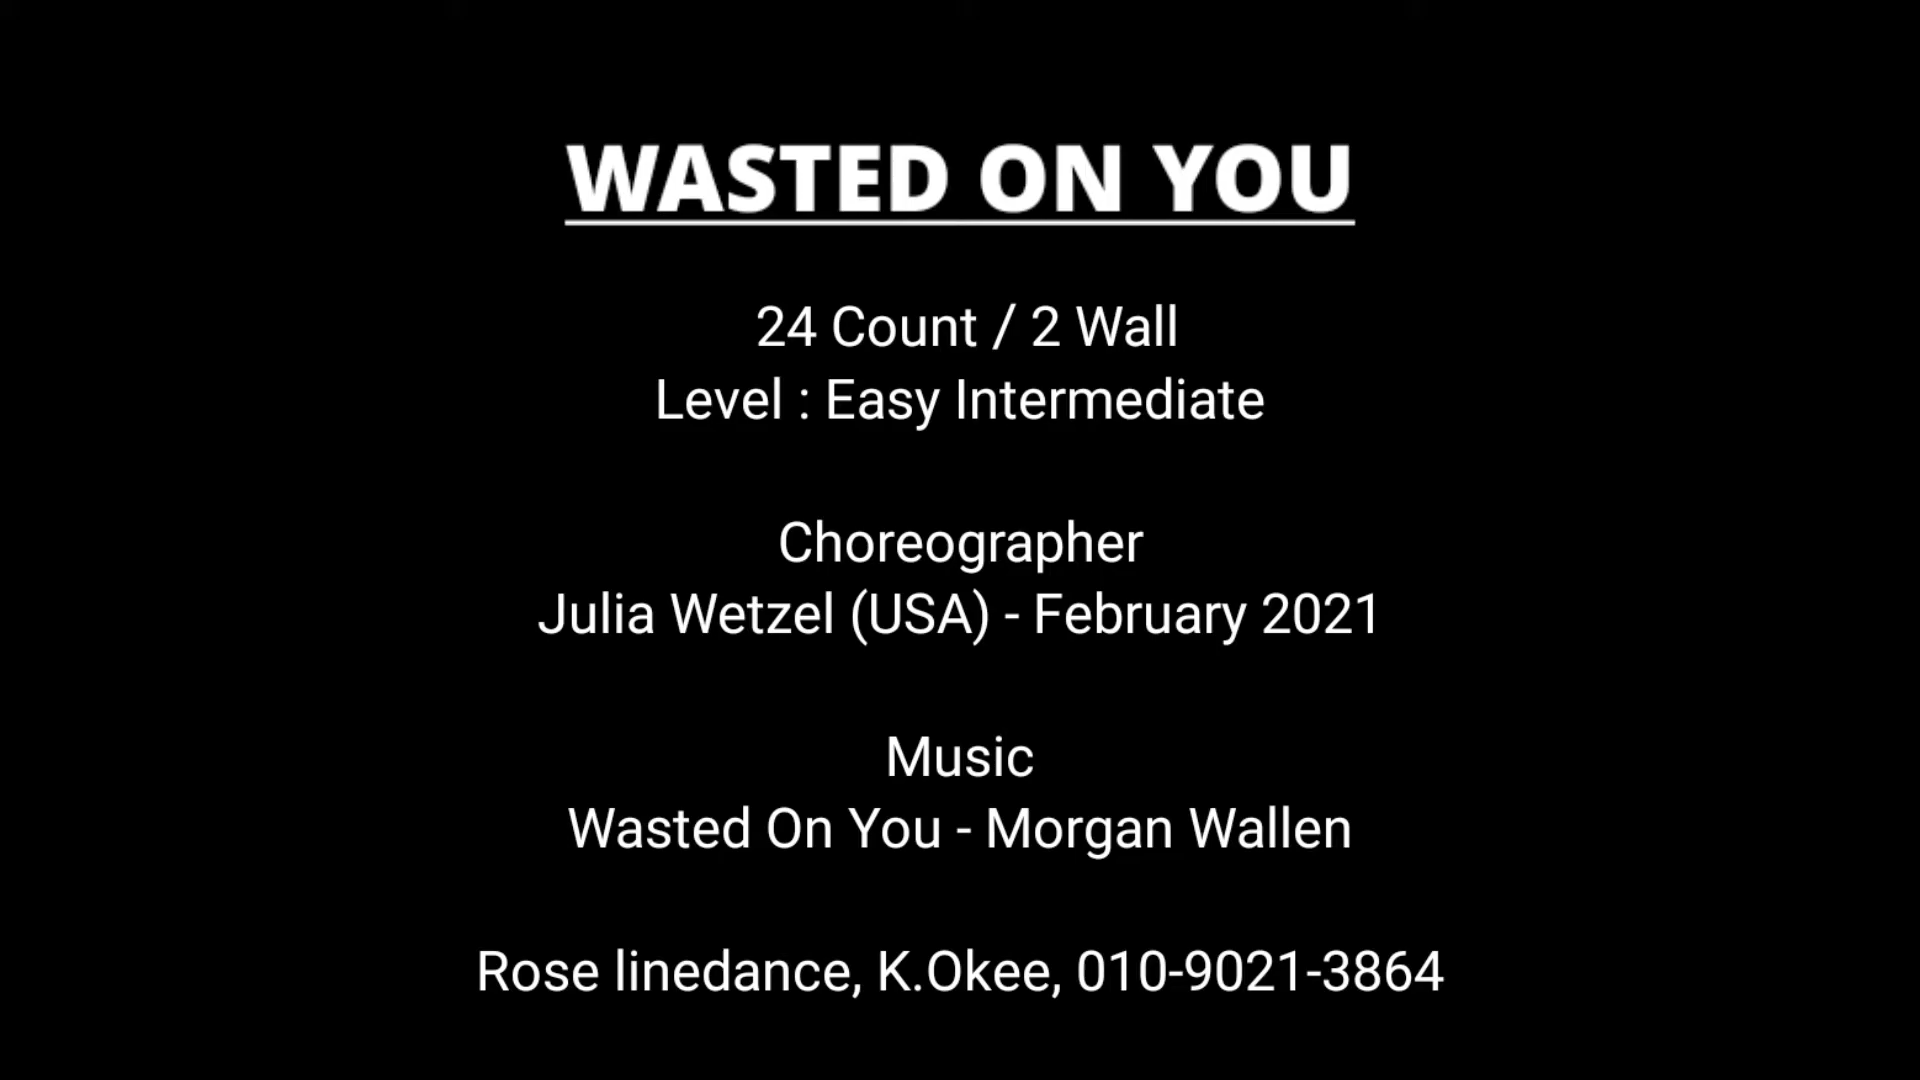 WASTED ON YOU
24 Count / 2 Wall
Level : Easy Intermediate
Choreographer
Julia Wetzel (USA) - February 2021
Music
Wasted On You - Morgan Wallen
Rose linedance, K.Okee, 010-9021-3864